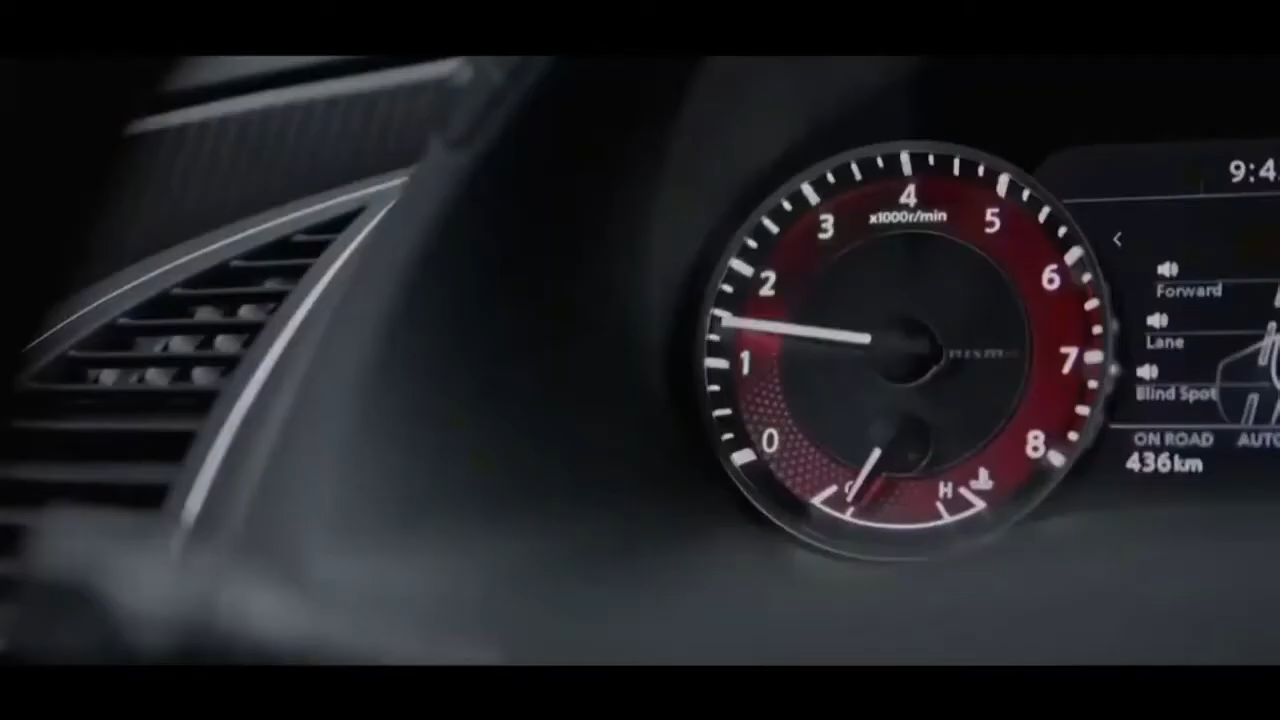 0
1
2
3
4
5
6
7
8
x1000r/min
nismo
H
9:4
Forward
Lane
Blind Spot
ON ROAD
436km